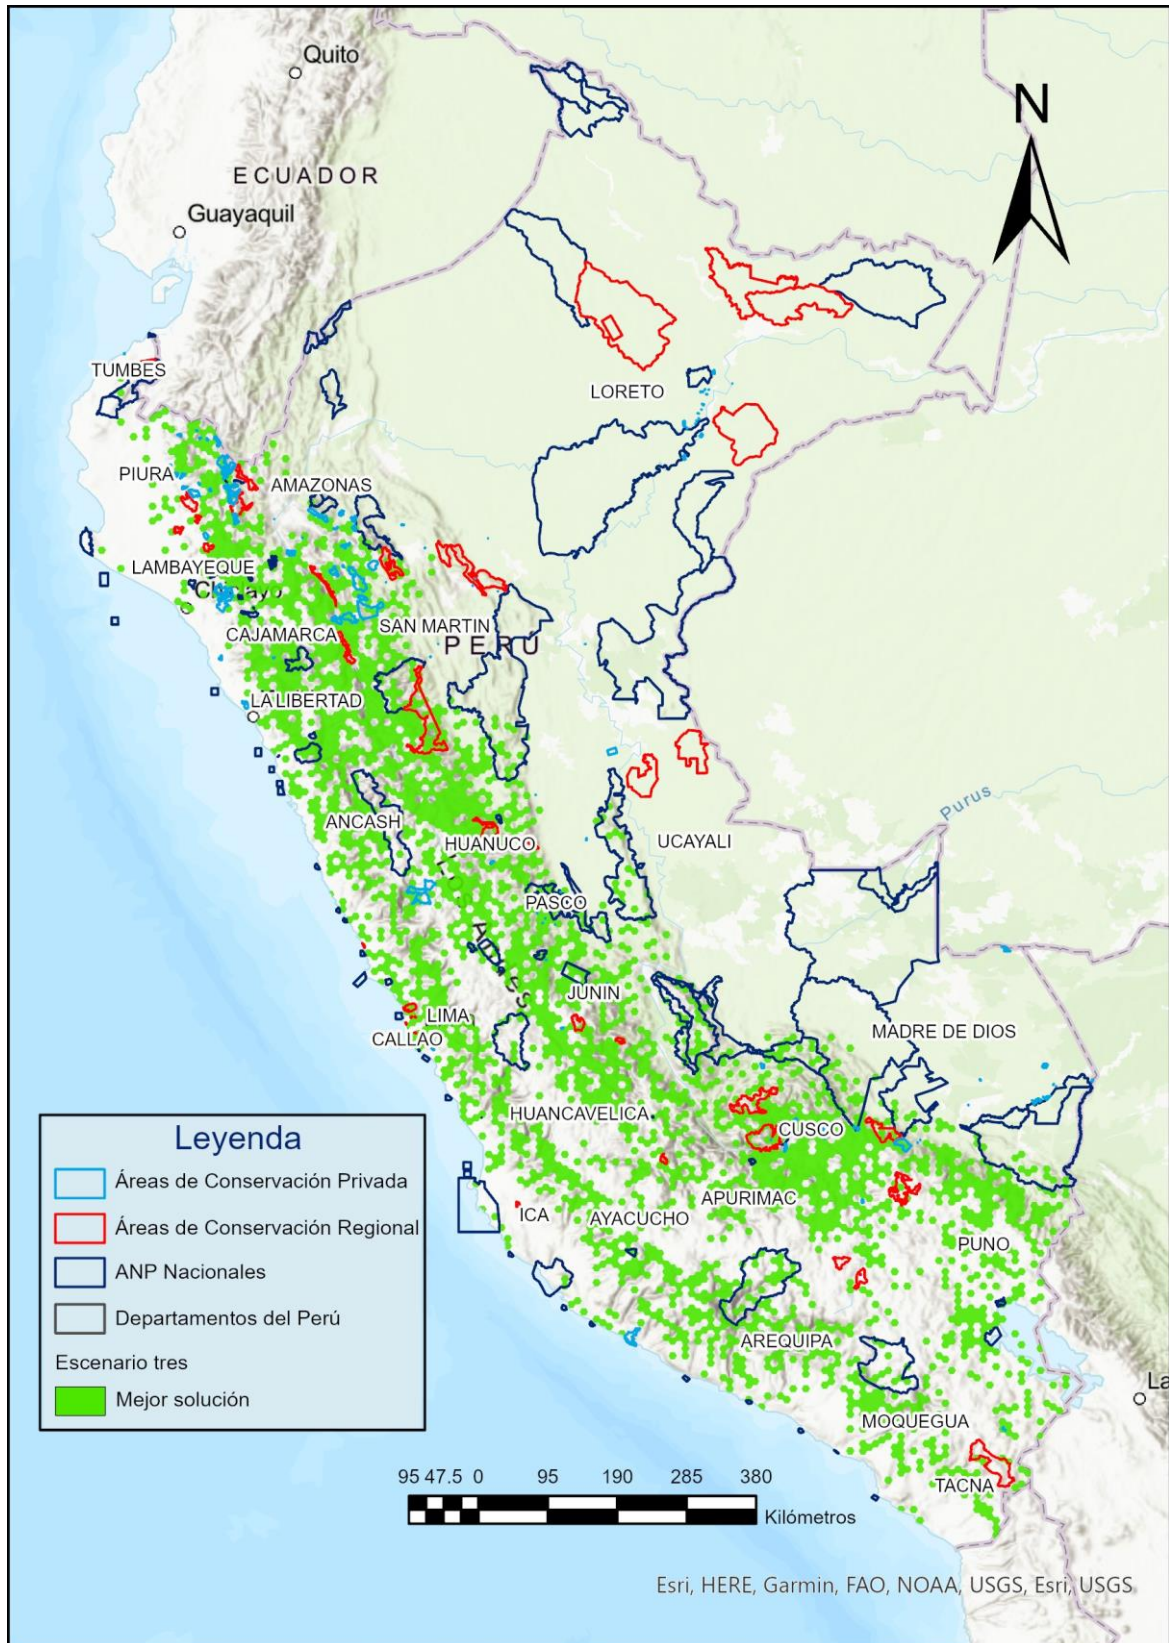 Quito
N
ECUADOR
Guayaquil
TUMBES
LORETO
PIURA
AMAZONAS
LAMBAYEQUE
Chiclayo
SAN MARTIN
CAJAMARCA
PERÚ
LA LIBERTAD
Purus
ANCASH
HUANUCO
UCAYALI
PASCO
JUNIN
LIMA
MADRE DE DIOS
CALLAO
HUANCAVELICA
CUSCO
APURIMAC
ICA
AYACUCHO
PUNO
AREQUIPA
La
MOQUEGUA
TACNA
Leyenda
Áreas de Conservación Privada
Áreas de Conservación Regional
ANP Nacionales
Departamentos del Perú
Escenario tres
Mejor solución
95 47.5 0 95 190 285 380
Kilómetros
Esri, HERE, Garmin, FAO, NOAA, USGS, Esri, USGS